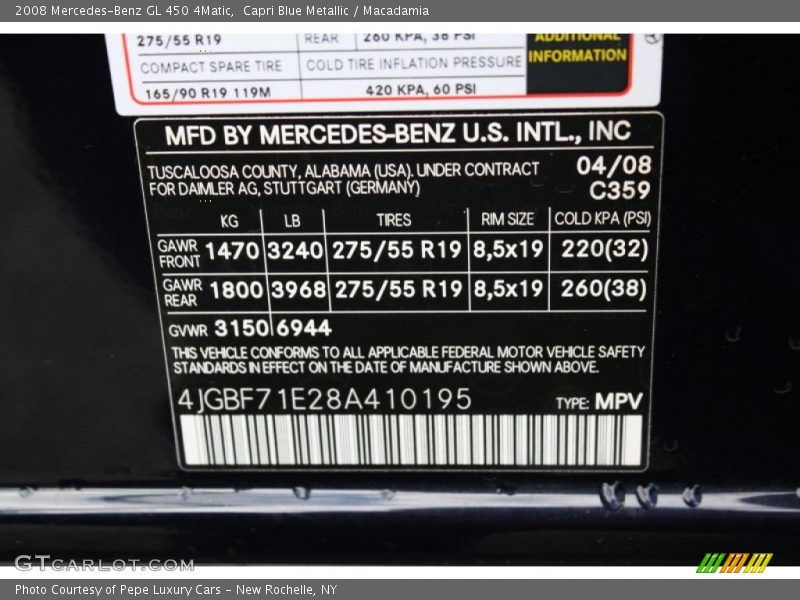 2008 Mercedes-Benz GL 450 4Matic,  Capri Blue Metallic / Macadamia
275/55 R19 REAR 260 KPA, 38 PSI
ADDITIONAL
INFORMATION
COMPACT SPARE TIRE COLD TIRE INFLATION PRESSURE
165/90 R19 119M 420 KPA, 60 PSI
MFD BY MERCEDES-BENZ U.S. INTL., INC
TUSCALOOSA COUNTY, ALABAMA (USA). UNDER CONTRACT 04/08
FOR DAIMLER AG, STUTTGART (GERMANY) C359
KG LB TIRES RIM SIZE COLD KPA (PSI)
GAWR FRONT 1470 3240 275/55 R19 8,5x19 220(32)
GAWR REAR 1800 3968 275/55 R19 8,5x19 260(38)
GVWR 3150 6944
THIS VEHICLE CONFORMS TO ALL APPLICABLE FEDERAL MOTOR VEHICLE SAFETY
STANDARDS IN EFFECT ON THE DATE OF MANUFACTURE SHOWN ABOVE.
4JGBF71E28A410195 TYPE: MPV
GTCARLOT.COM
Photo Courtesy of Pepe Luxury Cars - New Rochelle, NY